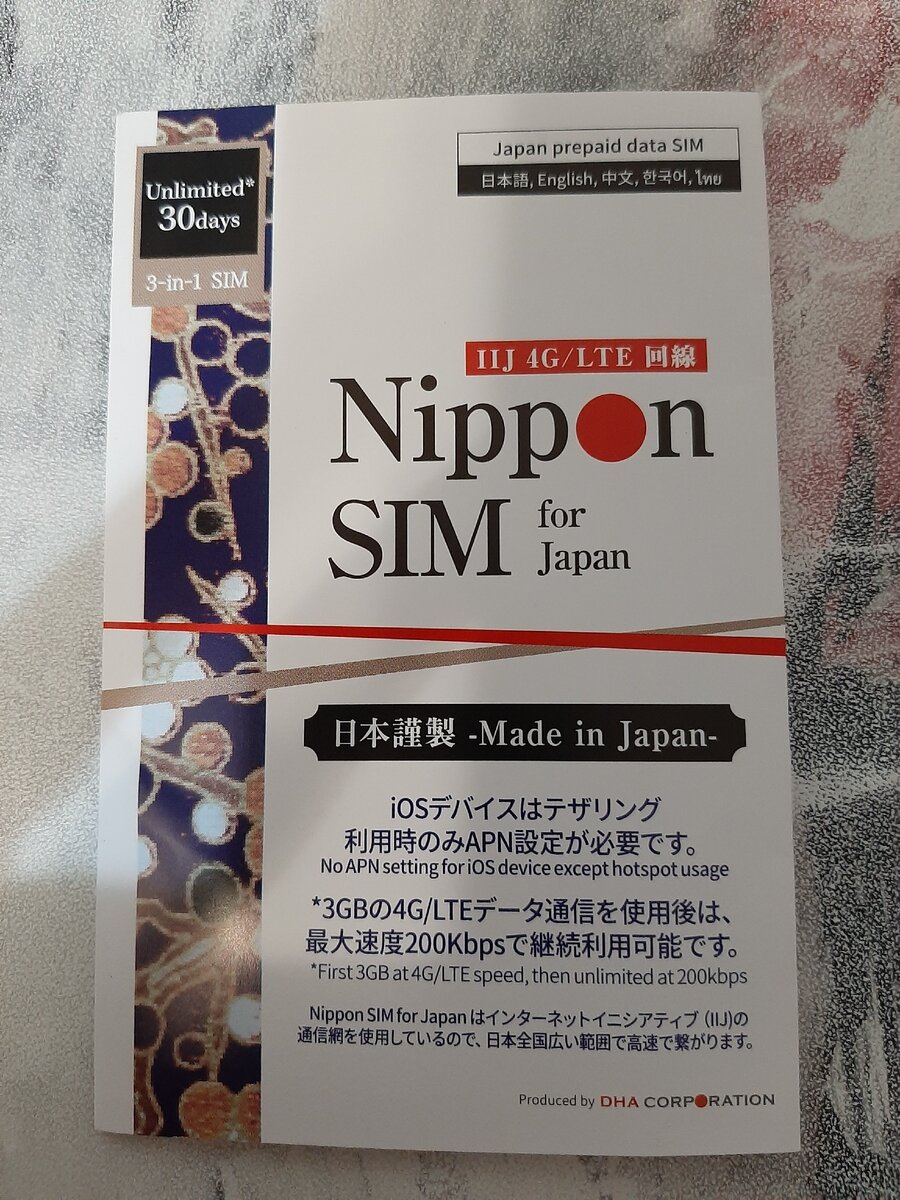 Unlimited*
30days
3-in-1 SIM
Japan prepaid data SIM
日本語, English, 中文, 한국어, ไทย
IIJ 4G/LTE 回線
Nippon
SIM for Japan
日本謹製 -Made in Japan-
iOSデバイスはテザリング
利用時のみAPN設定が必要です。
No APN setting for iOS device except hotspot usage
*3GBの4G/LTEデータ通信を使用後は、
最大速度200Kbpsで継続利用可能です。
*First 3GB at 4G/LTE speed, then unlimited at 200kbps
Nippon SIM for Japan はインターネットイニシアティブ (IIJ)の
通信網を使用しているので、日本全国広い範囲で高速で繋がります。
Produced by DHA CORPORATION